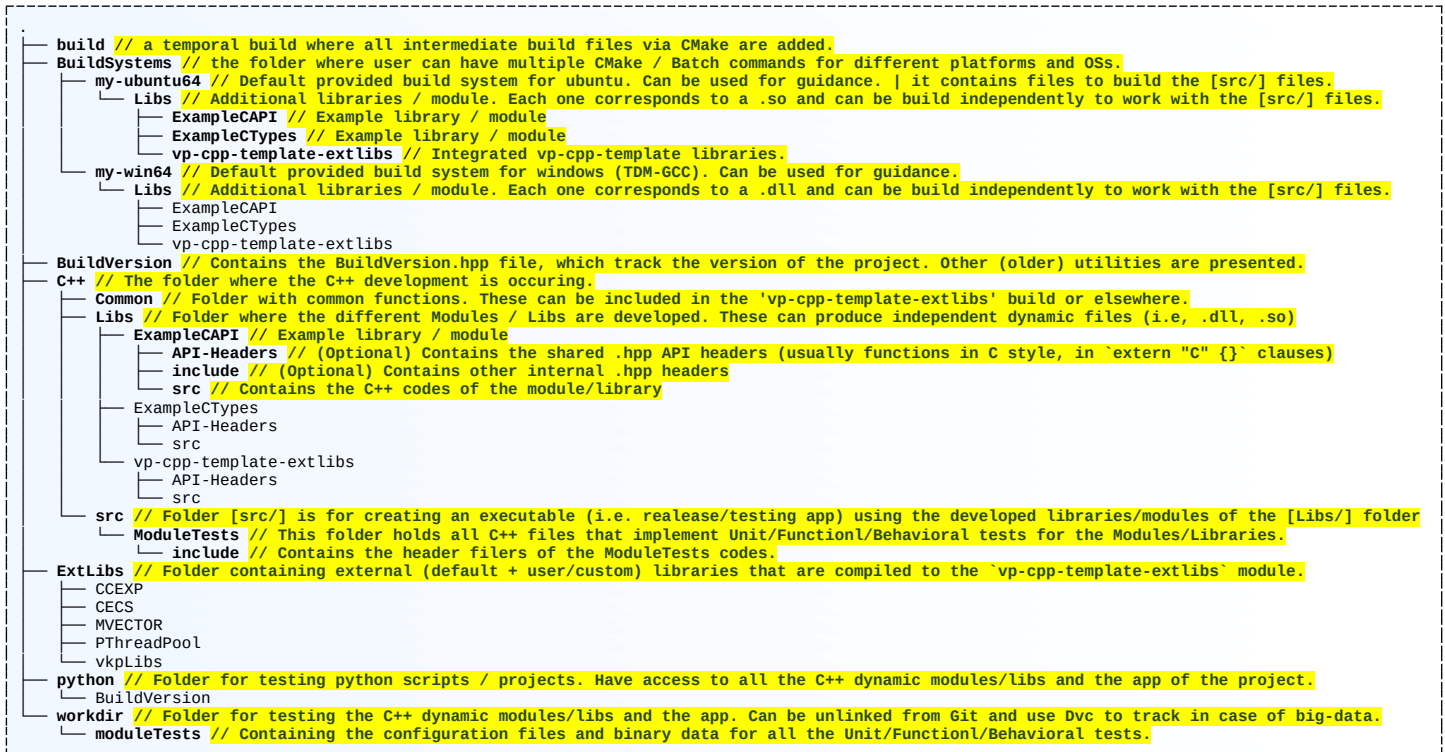 .
├── build // a temporal build where all intermediate build files via CMake are added.
├── BuildSystems // the folder where user can have multiple CMake / Batch commands for different platforms and OSs.
│   ├── my-ubuntu64 // Default provided build system for ubuntu. Can be used for guidance. | it contains files to build the [src/] files.
│   │   └── Libs // Additional libraries / module. Each one corresponds to a .so and can be build independently to work with the [src/] files.
│   │       ├── ExampleCAPI // Example library / module
│   │       ├── ExampleCTypes // Example library / module
│   │       └── vp-cpp-template-extlibs // Integrated vp-cpp-template libraries.
│   └── my-win64 // Default provided build system for windows (TDM-GCC). Can be used for guidance.
│       └── Libs // Additional libraries / module. Each one corresponds to a .dll and can be build independently to work with the [src/] files.
│           ├── ExampleCAPI
│           ├── ExampleCTypes
│           └── vp-cpp-template-extlibs
├── BuildVersion // Contains the BuildVersion.hpp file, which track the version of the project. Other (older) utilities are presented.
├── C++ // The folder where the C++ development is occuring.
│   ├── Common // Folder with common functions. These can be included in the 'vp-cpp-template-extlibs' build or elsewhere.
│   ├── Libs // Folder where the different Modules / Libs are developed. These can produce independent dynamic files (i.e, .dll, .so)
│   │   ├── ExampleCAPI // Example library / module
│   │   │   ├── API-Headers // (Optional) Contains the shared .hpp API headers (usually functions in C style, in `extern "C" {}` clauses)
│   │   │   ├── include // (Optional) Contains other internal .hpp headers
│   │   │   └── src // Contains the C++ codes of the module/library
│   │   ├── ExampleCTypes
│   │   │   ├── API-Headers
│   │   │   └── src
│   │   └── vp-cpp-template-extlibs
│   │       ├── API-Headers
│   │       └── src
│   └── src // Folder [src/] is for creating an executable (i.e. realease/testing app) using the developed libraries/modules of the [Libs/] folder
│       └── ModuleTests // This folder holds all C++ files that implement Unit/Functionl/Behavioral tests for the Modules/Libraries.
│           └── include // Contains the header filers of the ModuleTests codes.
├── ExtLibs // Folder containing external (default + user/custom) libraries that are compiled to the `vp-cpp-template-extlibs` module.
│   ├── CCEXP
│   ├── CECS
│   ├── MVECTOR
│   ├── PThreadPool
│   └── vkpLibs
├── python // Folder for testing python scripts / projects. Have access to all the C++ dynamic modules/libs and the app of the project.
│   └── BuildVersion
└── workdir // Folder for testing the C++ dynamic modules/libs and the app. Can be unlinked from Git and use Dvc to track in case of big-data.
    └── moduleTests // Containing the configuration files and binary data for all the Unit/Functionl/Behavioral tests.